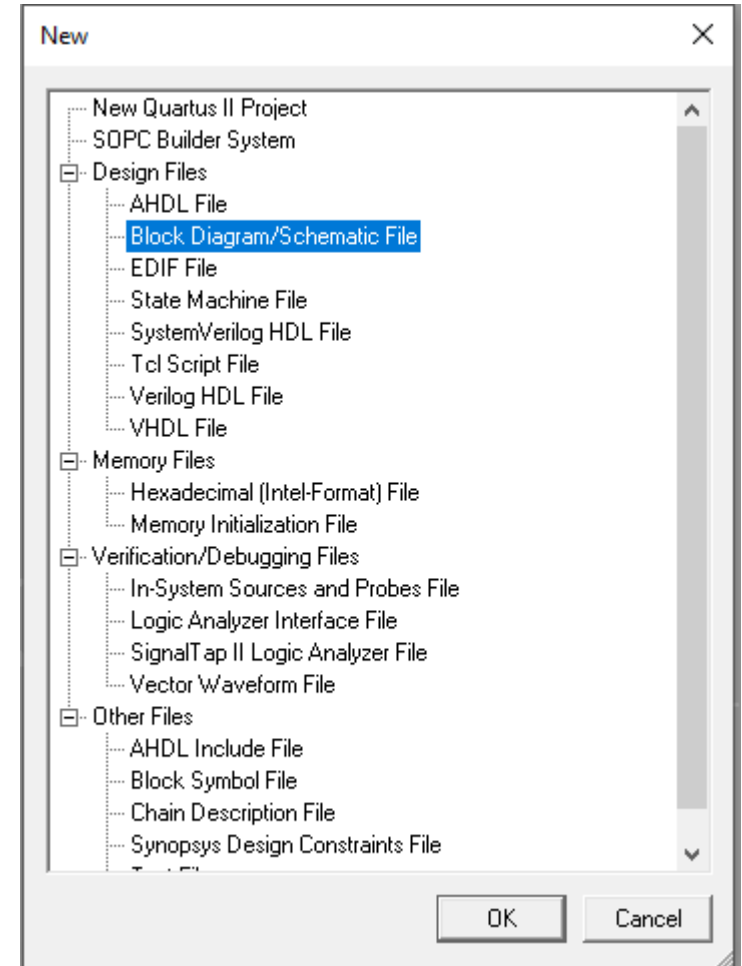 New
New Quartus II Project
SOPC Builder System
Design Files
AHDL File
Block Diagram/Schematic File
EDIF File
State Machine File
SystemVerilog HDL File
Tcl Script File
Verilog HDL File
VHDL File
Memory Files
Hexadecimal (Intel-Format) File
Memory Initialization File
Verification/Debugging Files
In-System Sources and Probes File
Logic Analyzer Interface File
SignalTap II Logic Analyzer File
Vector Waveform File
Other Files
AHDL Include File
Block Symbol File
Chain Description File
Synopsys Design Constraints File
OK Cancel